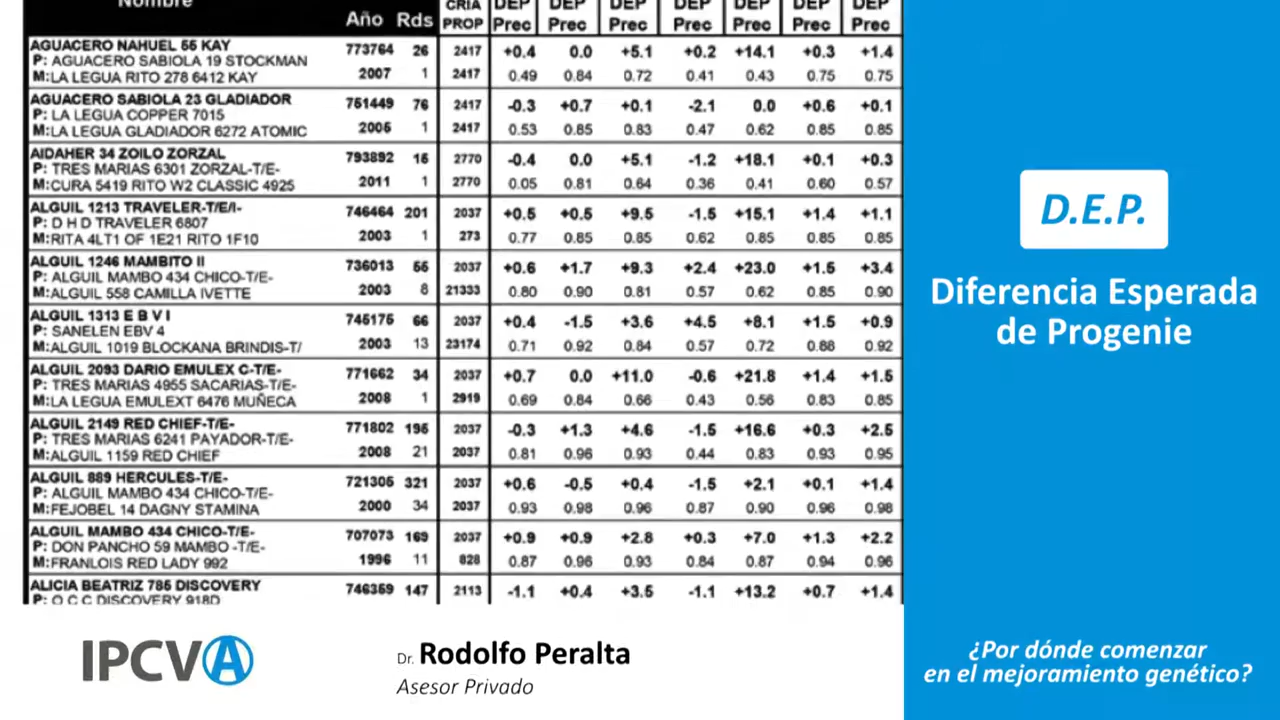 Nombre Año Rds CRIA PROP DEP Prec DEP Prec DEP Prec DEP Prec DEP Prec DEP Prec DEP Prec
AGUACERO NAHUEL 55 KAY 773764 26 2417 +0.4 0.0 +5.1 +0.2 +14.1 +0.3 +1.4
P: AGUACERO SABIOLA 19 STOCKMAN
M:LA LEGUA RITO 278 6412 KAY 2007 1 2417 0.49 0.84 0.72 0.41 0.43 0.75 0.75
AGUACERO SABIOLA 23 GLADIADOR 751449 76 2417 -0.3 +0.7 +0.1 -2.1 0.0 +0.6 +0.1
P: LA LEGUA COPPER 7015
M:LA LEGUA GLADIADOR 6272 ATOMIC 2005 1 2417 0.53 0.85 0.83 0.47 0.62 0.85 0.85
AIDAHER 34 ZOILO ZORZAL 793892 15 2770 -0.4 0.0 +5.1 -1.2 +18.1 +0.1 +0.3
P: TRES MARIAS 6301 ZORZAL-T/E-
M:CURA 5419 RITO W2 CLASSIC 4925 2011 1 2770 0.05 0.81 0.64 0.36 0.41 0.60 0.57
ALGUIL 1213 TRAVELER-T/E/I- 746464 201 2037 +0.5 +0.5 +9.5 -1.5 +15.1 +1.4 +1.1
P: D H D TRAVELER 6807
M:RITA 4LT1 OF 1E21 RITO 1F10 2003 1 273 0.77 0.85 0.85 0.62 0.85 0.85 0.85
ALGUIL 1246 MAMBITO II 736013 55 2037 +0.6 +1.7 +9.3 +2.4 +23.0 +1.5 +3.4
P: ALGUIL MAMBO 434 CHICO-T/E-
M:ALGUIL 558 CAMILLA IVETTE 2003 8 21333 0.80 0.90 0.81 0.57 0.62 0.85 0.90
ALGUIL 1313 E B V I 745175 66 2037 +0.4 -1.5 +3.6 +4.5 +8.1 +1.5 +0.9
P: SANELEN EBV 4
M:ALGUIL 1019 BLOCKANA BRINDIS-T/ 2003 13 23174 0.71 0.92 0.84 0.57 0.72 0.88 0.92
ALGUIL 2093 DARIO EMULEX C-T/E- 771662 34 2037 +0.7 0.0 +11.0 -0.6 +21.8 +1.4 +1.5
P: TRES MARIAS 4955 SACARIAS-T/E-
M:LA LEGUA EMULEXT 6476 MUÑECA 2008 1 2919 0.69 0.84 0.66 0.43 0.56 0.83 0.85
ALGUIL 2149 RED CHIEF-T/E- 771802 195 2037 -0.3 +1.3 +4.6 -1.5 +16.6 +0.3 +2.5
P: TRES MARIAS 6241 PAYADOR-T/E-
M:ALGUIL 1159 RED CHIEF 2008 21 2037 0.81 0.96 0.93 0.44 0.83 0.93 0.95
ALGUIL 889 HERCULES-T/E- 721305 321 2037 +0.6 -0.5 +0.4 -1.5 +2.1 +0.1 +1.4
P: ALGUIL MAMBO 434 CHICO-T/E-
M:FEJOBEL 14 DAGNY STAMINA 2000 34 2037 0.93 0.98 0.96 0.87 0.90 0.96 0.98
ALGUIL MAMBO 434 CHICO-T/E- 707073 169 2037 +0.9 +0.9 +2.8 +0.3 +7.0 +1.3 +2.2
P: DON PANCHO 59 MAMBO -T/E-
M:FRANLOIS RED LADY 992 1996 11 828 0.87 0.96 0.93 0.84 0.87 0.94 0.96
ALICIA BEATRIZ 785 DISCOVERY 746359 147 2113 -1.1 +0.4 +3.5 -1.1 +13.2 +0.7 +1.4
P: O C C DISCOVERY 918D
D.E.P.
Diferencia Esperada
de Progenie
IPCVA
Dr. Rodolfo Peralta
Asesor Privado
¿Por dónde comenzar
en el mejoramiento genético?